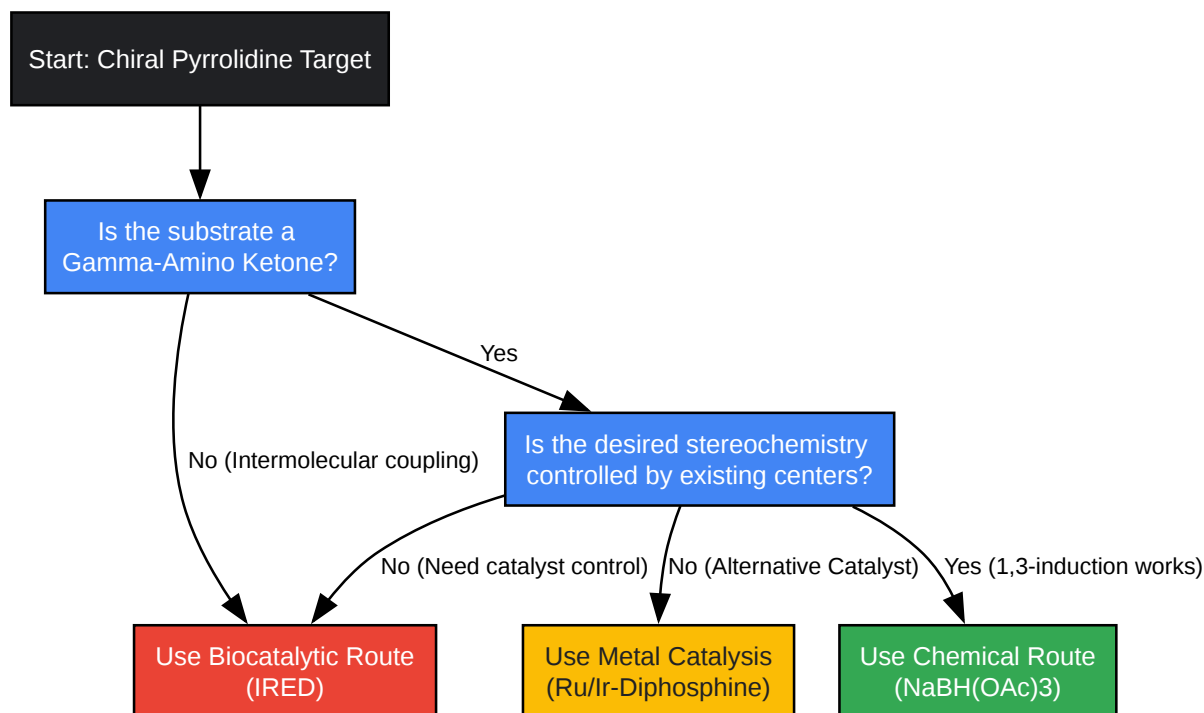 Start: Chiral Pyrrolidine Target
Is the substrate a
Gamma-Amino Ketone?
Yes
Is the desired stereochemistry
controlled by existing centers?
No (Intermolecular coupling)
No (Need catalyst control)
No (Alternative Catalyst)
Yes (1,3-induction works)
Use Biocatalytic Route
(IRED)
Use Metal Catalysis
(Ru/Ir-Diphosphine)
Use Chemical Route
(NaBH(OAc)3)